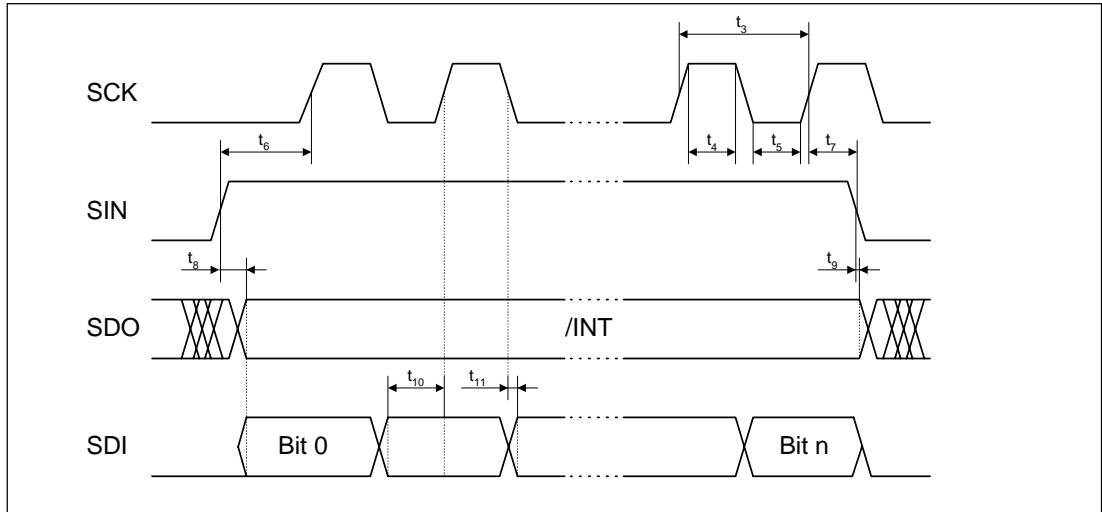 t3
SCK
t6
t4
t5
t7
SIN
t8
t9
SDO
/INT
t10
t11
SDI
Bit 0
Bit n